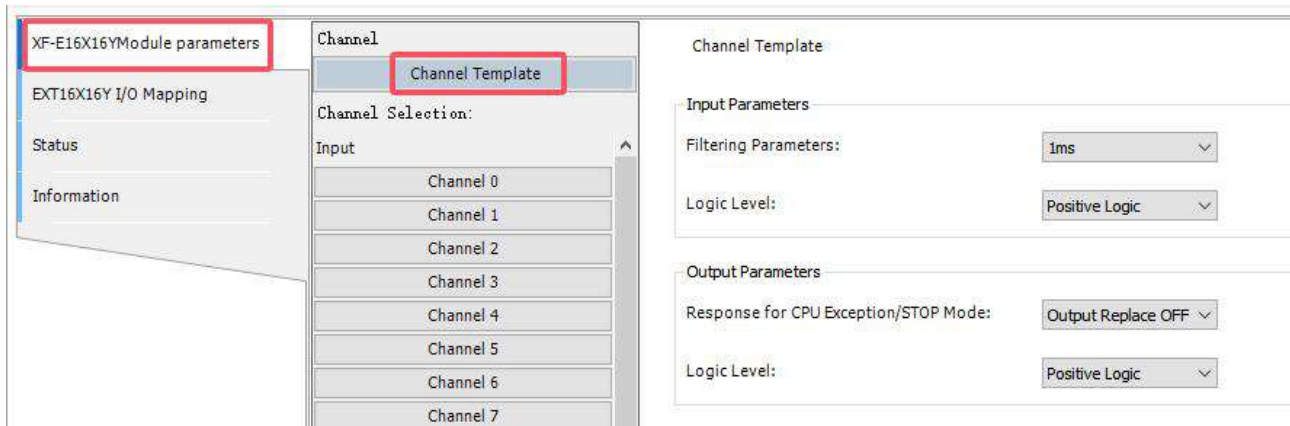 XF-E16X16YModule parameters
EXT16X16Y I/O Mapping
Status
Information
Channel
Channel Template
Channel Selection:
Input
Channel 0
Channel 1
Channel 2
Channel 3
Channel 4
Channel 5
Channel 6
Channel 7
Channel Template
Input Parameters
Filtering Parameters: 1ms
Logic Level: Positive Logic
Output Parameters
Response for CPU Exception/STOP Mode: Output Replace OFF
Logic Level: Positive Logic